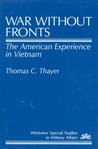 WAR WITHOUT
FRONTS
The American Experience
in Vietnam
Thomas C. Thayer
Westview Special Studies
in Military Affairs